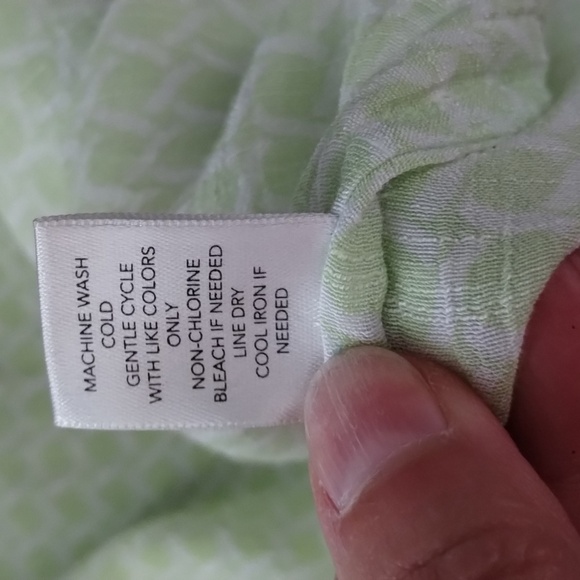 MACHINE WASH
COLD
GENTLE CYCLE
WITH LIKE COLORS
ONLY
NON-CHLORINE
BLEACH IF NEEDED
LINE DRY
COOL IRON IF
NEEDED